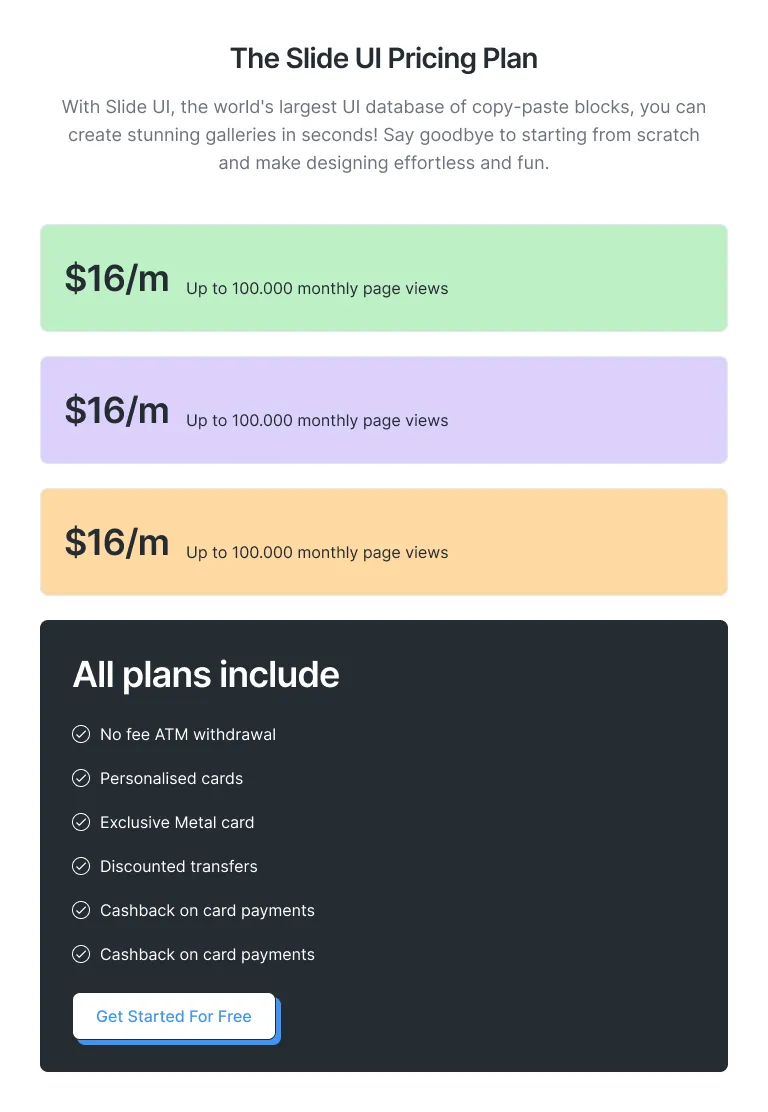 The Slide UI Pricing Plan
With Slide UI, the world's largest UI database of copy-paste blocks, you can
create stunning galleries in seconds! Say goodbye to starting from scratch
and make designing effortless and fun.
$16/m Up to 100.000 monthly page views
$16/m Up to 100.000 monthly page views
$16/m Up to 100.000 monthly page views
All plans include
No fee ATM withdrawal
Personalised cards
Exclusive Metal card
Discounted transfers
Cashback on card payments
Cashback on card payments
Get Started For Free